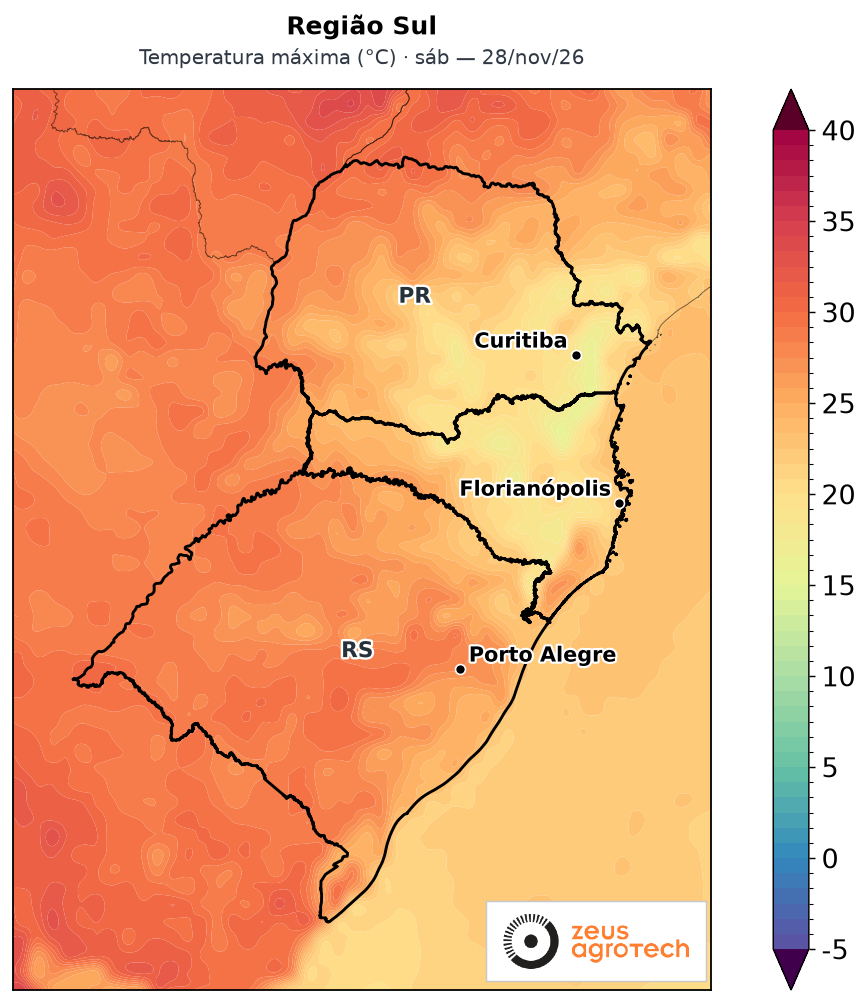 Região Sul
Temperatura máxima (°C) · sáb — 28/nov/26
PR
Curitiba
Florianópolis
RS
Porto Alegre
40
35
30
25
20
15
10
5
0
-5
zeus
agrotech